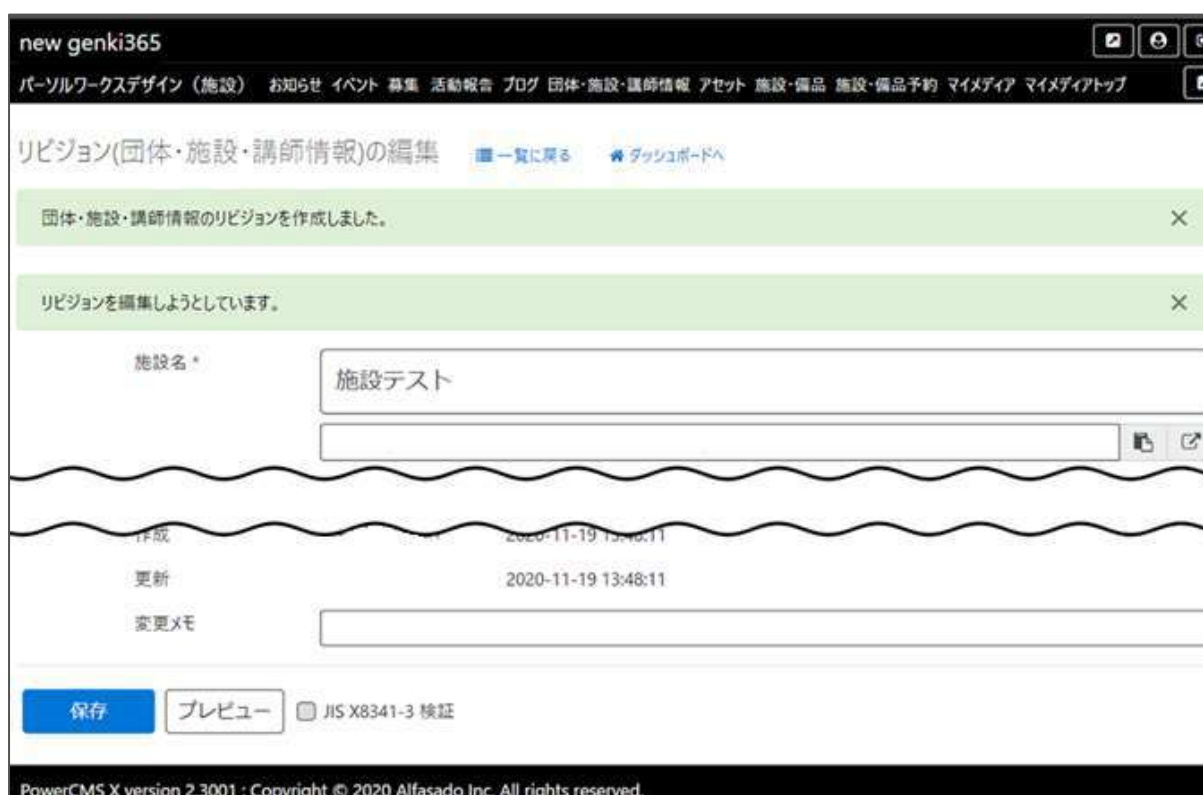 new genki365
パーソルワークスデザイン（施設） お知らせ イベント 募集 活動報告 ブログ 団体・施設・講師情報 アセット 施設・備品 施設・備品予約 マイメディア マイメディアトップ
リビジョン(団体・施設・講師情報)の編集 一覧に戻る ダッシュボードへ
団体・施設・講師情報のリビジョンを作成しました。
リビジョンを編集しようとしています。
施設名 *
施設テスト
作成 2020-11-19 13:48:11
更新 2020-11-19 13:48:11
変更メモ
保存 プレビュー JIS X8341-3 検証
PowerCMS X version 2.3001 : Copyright © 2020 Alfasado Inc. All rights reserved.